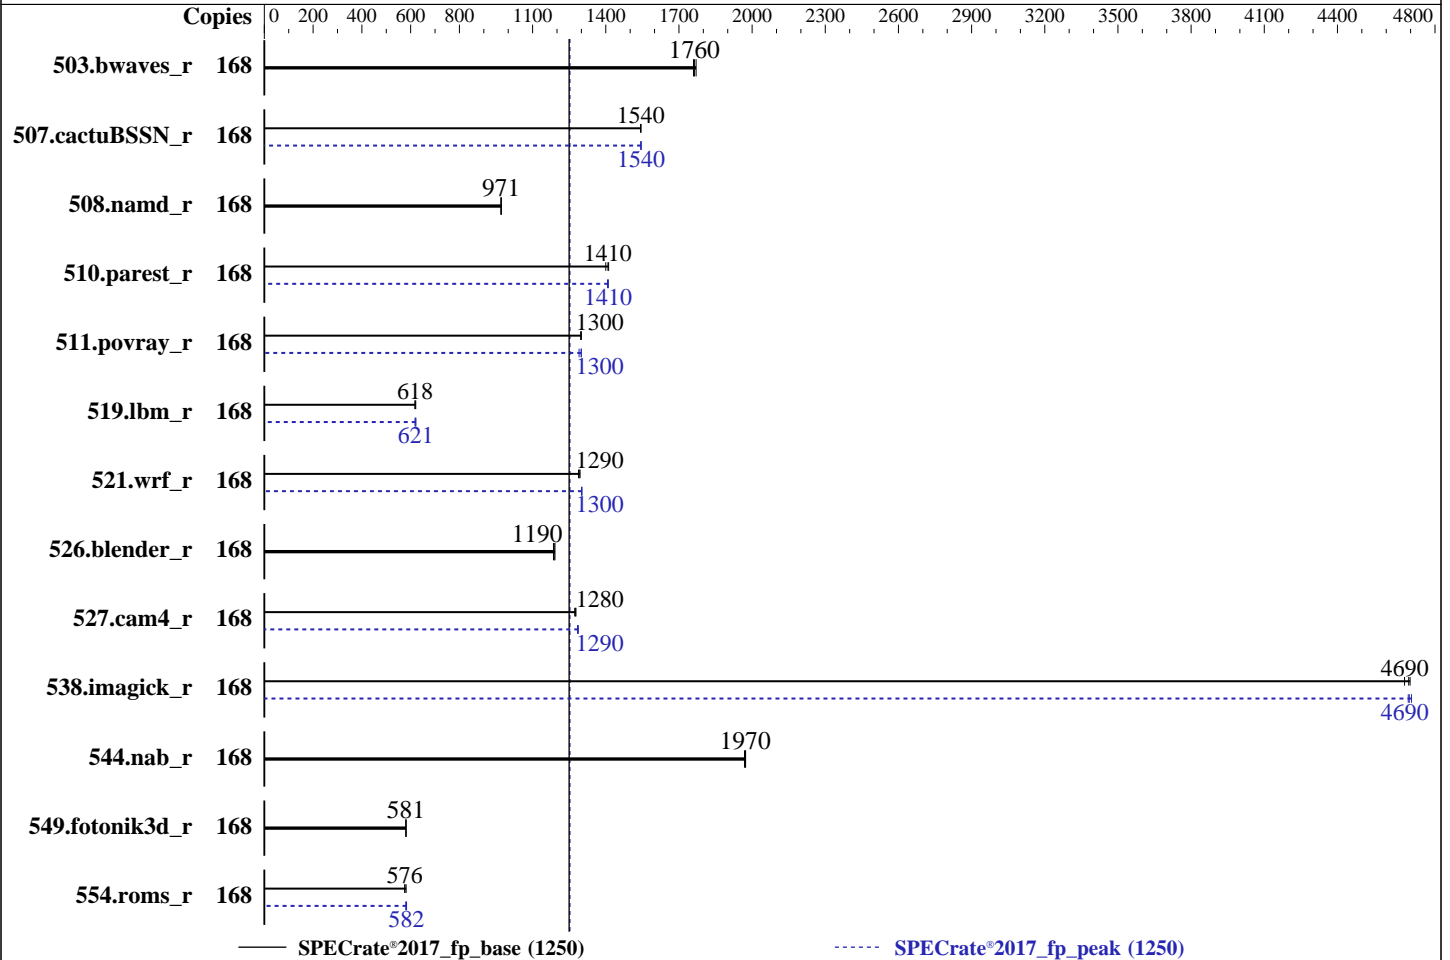 Copies 0 200 400 600 800 1100 1400 1700 2000 2300 2600 2900 3200 3500 3800 4100 4400 4800
503.bwaves_r 168 1760
507.cactuBSSN_r 168 1540
1540
508.namd_r 168 971
510.parest_r 168 1410
1410
511.povray_r 168 1300
1300
519.lbm_r 168 618
621
521.wrf_r 168 1290
1300
526.blender_r 168 1190
527.cam4_r 168 1280
1290
538.imagick_r 168 4690
4690
544.nab_r 168 1970
549.fotonik3d_r 168 581
554.roms_r 168 576
582
SPECrate®2017_fp_base (1250) SPECrate®2017_fp_peak (1250)